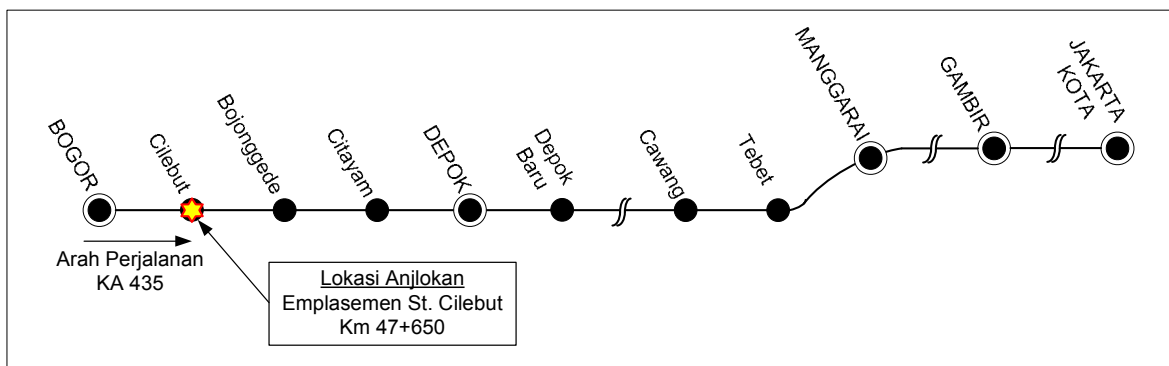 BOGOR
Cilebut
Bojonggede
Citayam
DEPOK
Depok
Baru
Cawang
Tebet
MANGGARAI
GAMBIR
JAKARTA
KOTA
Arah Perjalanan
KA 435
Lokasi Anjlokan
Emplasemen St. Cilebut
Km 47+650